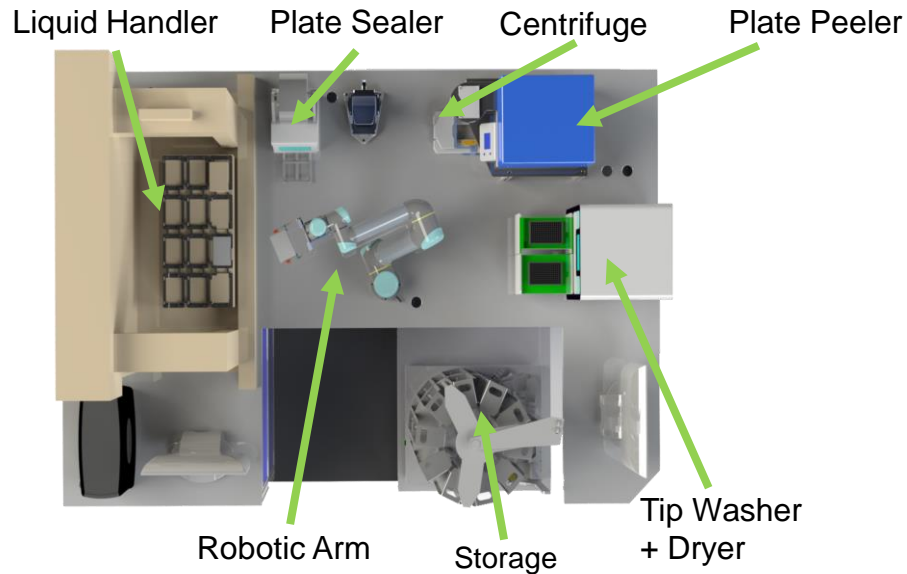 Liquid Handler
Plate Sealer
Centrifuge
Plate Peeler
Robotic Arm
Storage
Tip Washer
+ Dryer